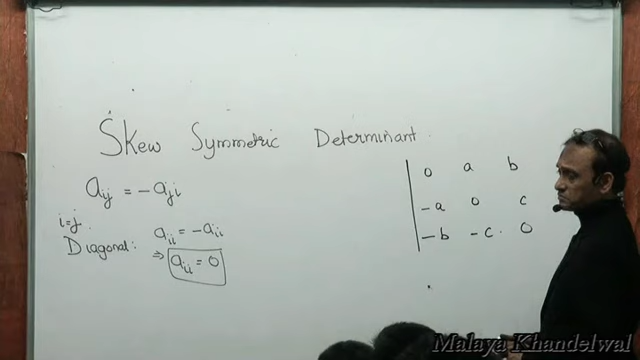 Skew Symmetric Determinant
aij = -aji
i=j.
Diagonal: aii = -aii
⇒ aii = 0
0 a b
-a 0 c
-b -c 0
Malaya Khandelwal